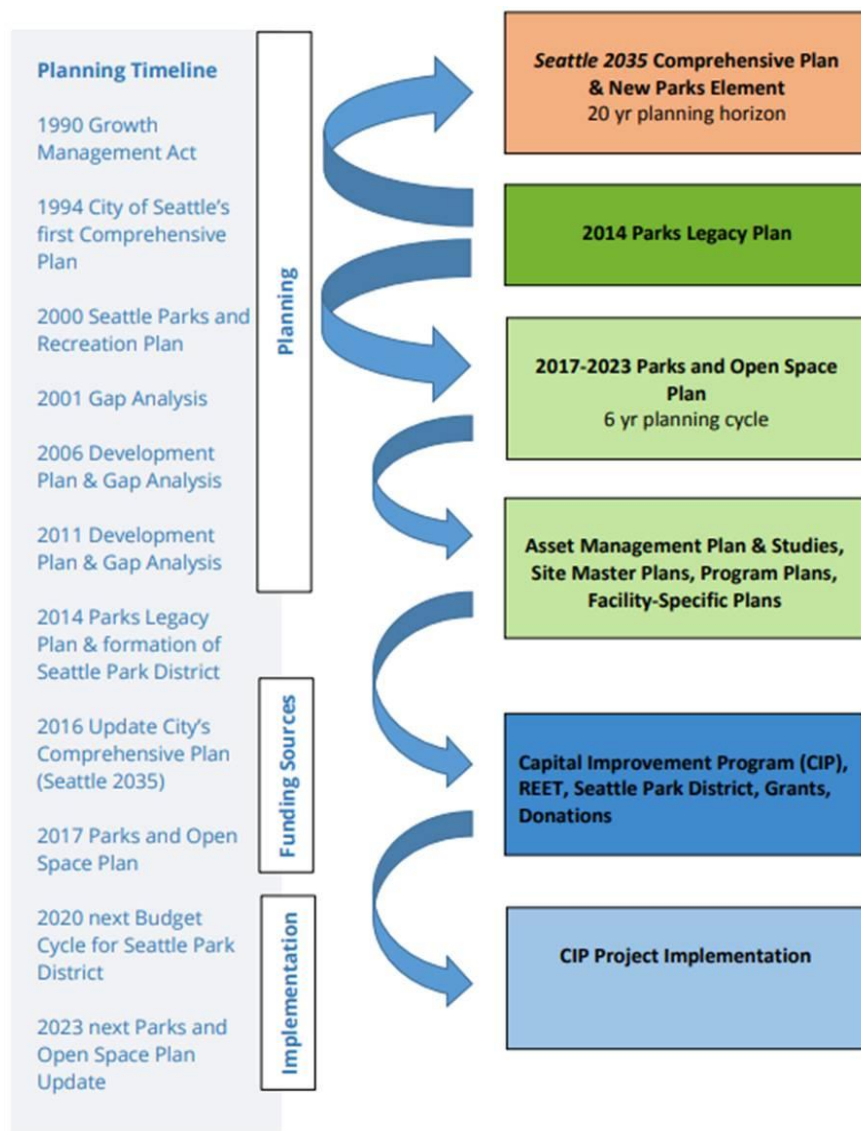 Planning Timeline
1990 Growth
Management Act
1994 City of Seattle's
first Comprehensive
Plan
2000 Seattle Parks and
Recreation Plan
2001 Gap Analysis
2006 Development
Plan & Gap Analysis
2011 Development
Plan & Gap Analysis
2014 Parks Legacy
Plan & formation of
Seattle Park District
2016 Update City's
Comprehensive Plan
(Seattle 2035)
2017 Parks and Open
Space Plan
2020 next Budget
Cycle for Seattle Park
District
2023 next Parks and
Open Space Plan
Update
Planning
Funding Sources
Implementation
Seattle 2035 Comprehensive Plan
& New Parks Element
20 yr planning horizon
2014 Parks Legacy Plan
2017-2023 Parks and Open Space
Plan
6 yr planning cycle
Asset Management Plan & Studies,
Site Master Plans, Program Plans,
Facility-Specific Plans
Capital Improvement Program (CIP),
REET, Seattle Park District, Grants,
Donations
CIP Project Implementation